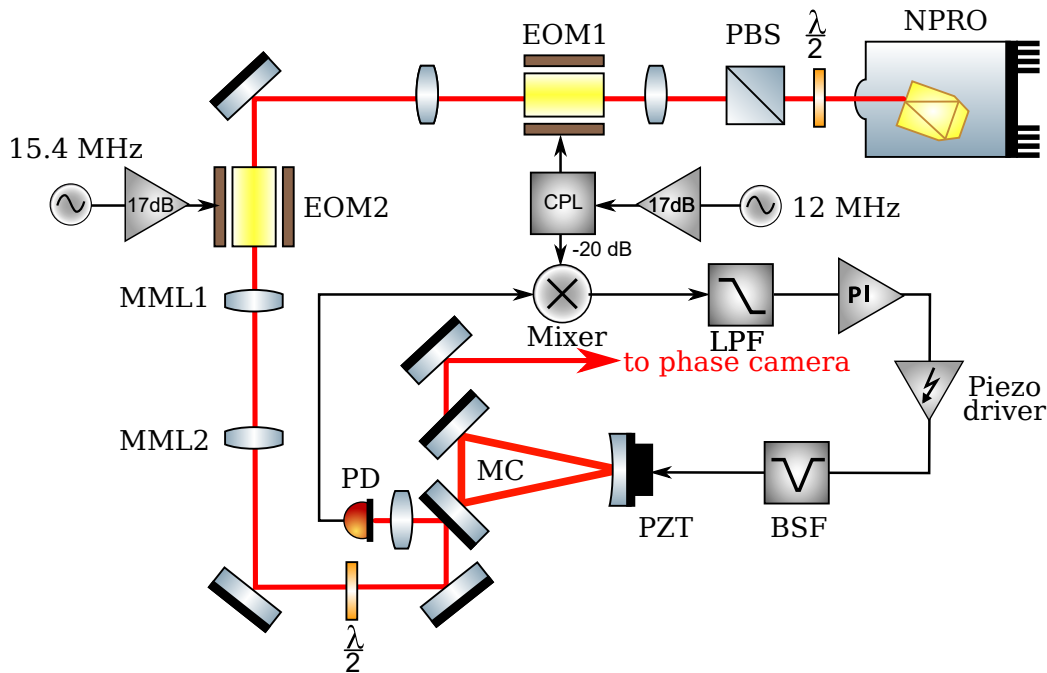 NPRO
λ
2
PBS
EOM1
15.4 MHz
17dB
EOM2
CPL
17dB
12 MHz
-20 dB
MML1
Mixer
LPF
PI
to phase camera
Piezo
driver
MML2
MC
PD
PZT
BSF
λ
2